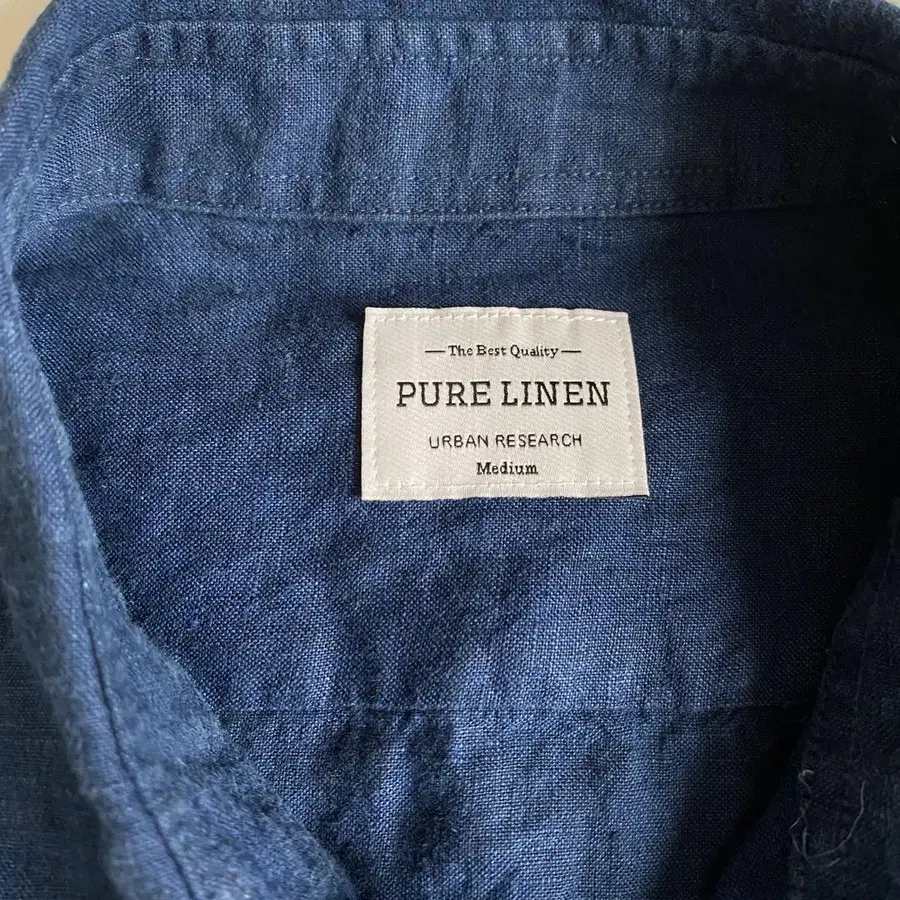 — The Best Quality —
PURE LINEN
URBAN RESEARCH
Medium